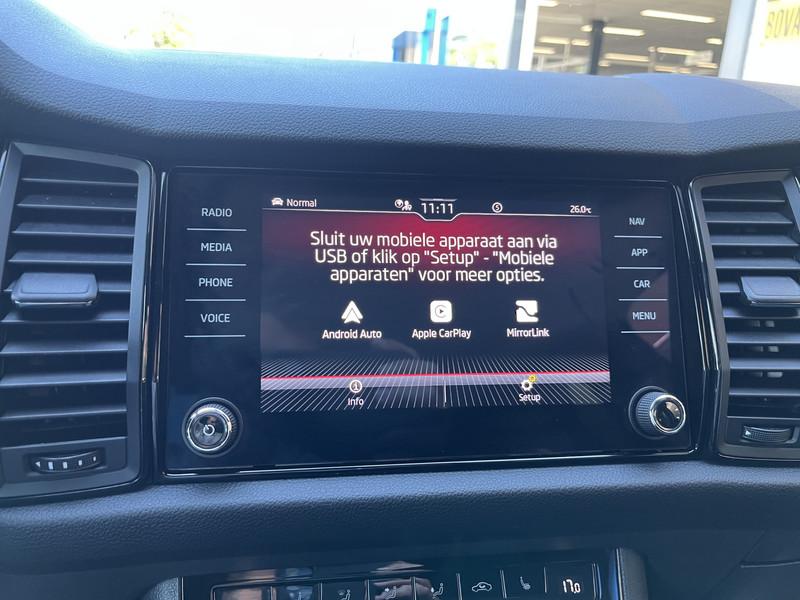 BOVA
RADIO
MEDIA
PHONE
VOICE
Normal
11:11
5
26.0°C
Sluit uw mobiele apparaat aan via
USB of klik op "Setup" - "Mobiele
apparaten" voor meer opties.
Android Auto
Apple CarPlay
MirrorLink
Info
Setup
NAV
APP
CAR
MENU
17.0